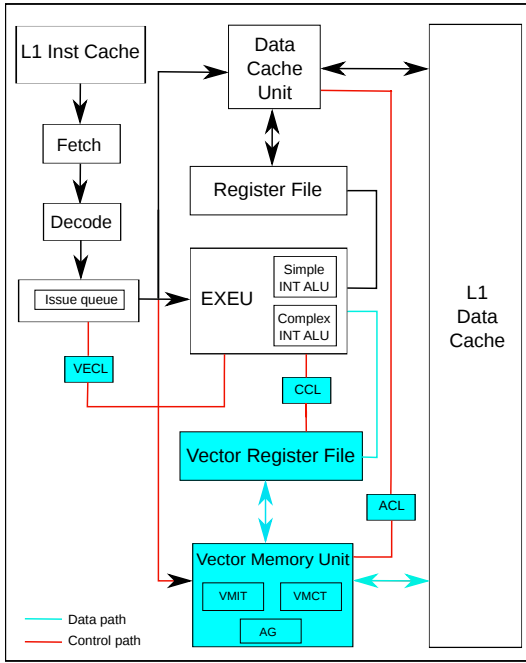 L1 Inst Cache
Fetch
Decode
Issue queue
VECL
Data
Cache
Unit
Register File
EXEU
Simple
INT ALU
Complex
INT ALU
CCL
Vector Register File
ACL
Vector Memory Unit
VMIT
VMCT
AG
L1
Data
Cache
Data path
Control path